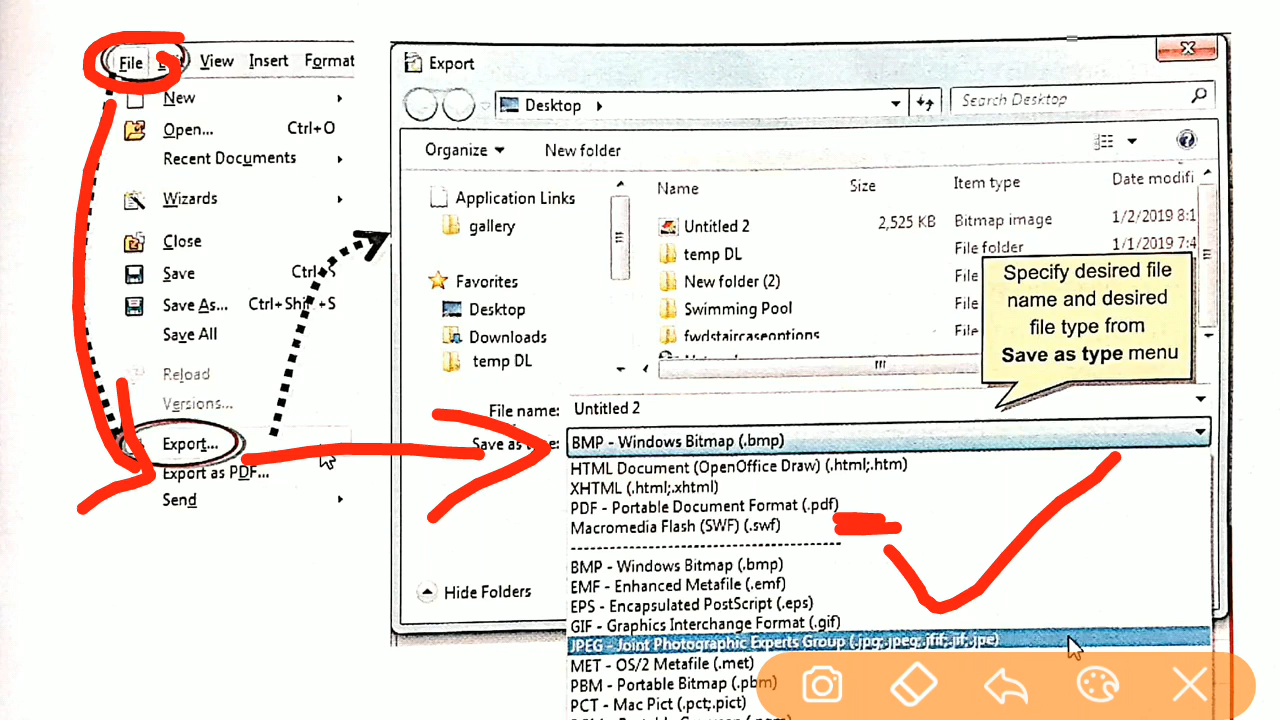 File View Insert Format
New
Open... Ctrl+O
Recent Documents
Wizards
Close
Save
Save As... Ctrl+Shift+S
Save All
Reload
Versions...
Export...
Export as PDF...
Send
Export
Desktop
Search Desktop
Organize
New folder
Application Links
gallery
Favorites
Desktop
Downloads
temp DL
Name Size Item type Date modifi
Untitled 2 2,525 KB Bitmap image 1/2/2019 8:1
temp DL File folder 1/1/2019 7:4
New folder (2) File
Swimming Pool File
fwdstaircaseoptions File
Specify desired file
name and desired
file type from
Save as type menu
File name: Untitled 2
Save as type: BMP - Windows Bitmap (.bmp)
HTML Document (OpenOffice Draw) (.html;.htm)
XHTML (.html;.xhtml)
PDF - Portable Document Format (.pdf)
Macromedia Flash (SWF) (.swf)
BMP - Windows Bitmap (.bmp)
EMF - Enhanced Metafile (.emf)
EPS - Encapsulated PostScript (.eps)
GIF - Graphics Interchange Format (.gif)
JPEG - Joint Photographic Experts Group (.jpg;.jpeg;.jfif;.jif;.jpe)
MET - OS/2 Metafile (.met)
PBM - Portable Bitmap (.pbm)
PCT - Mac Pict (.pct;.pict)
Hide Folders